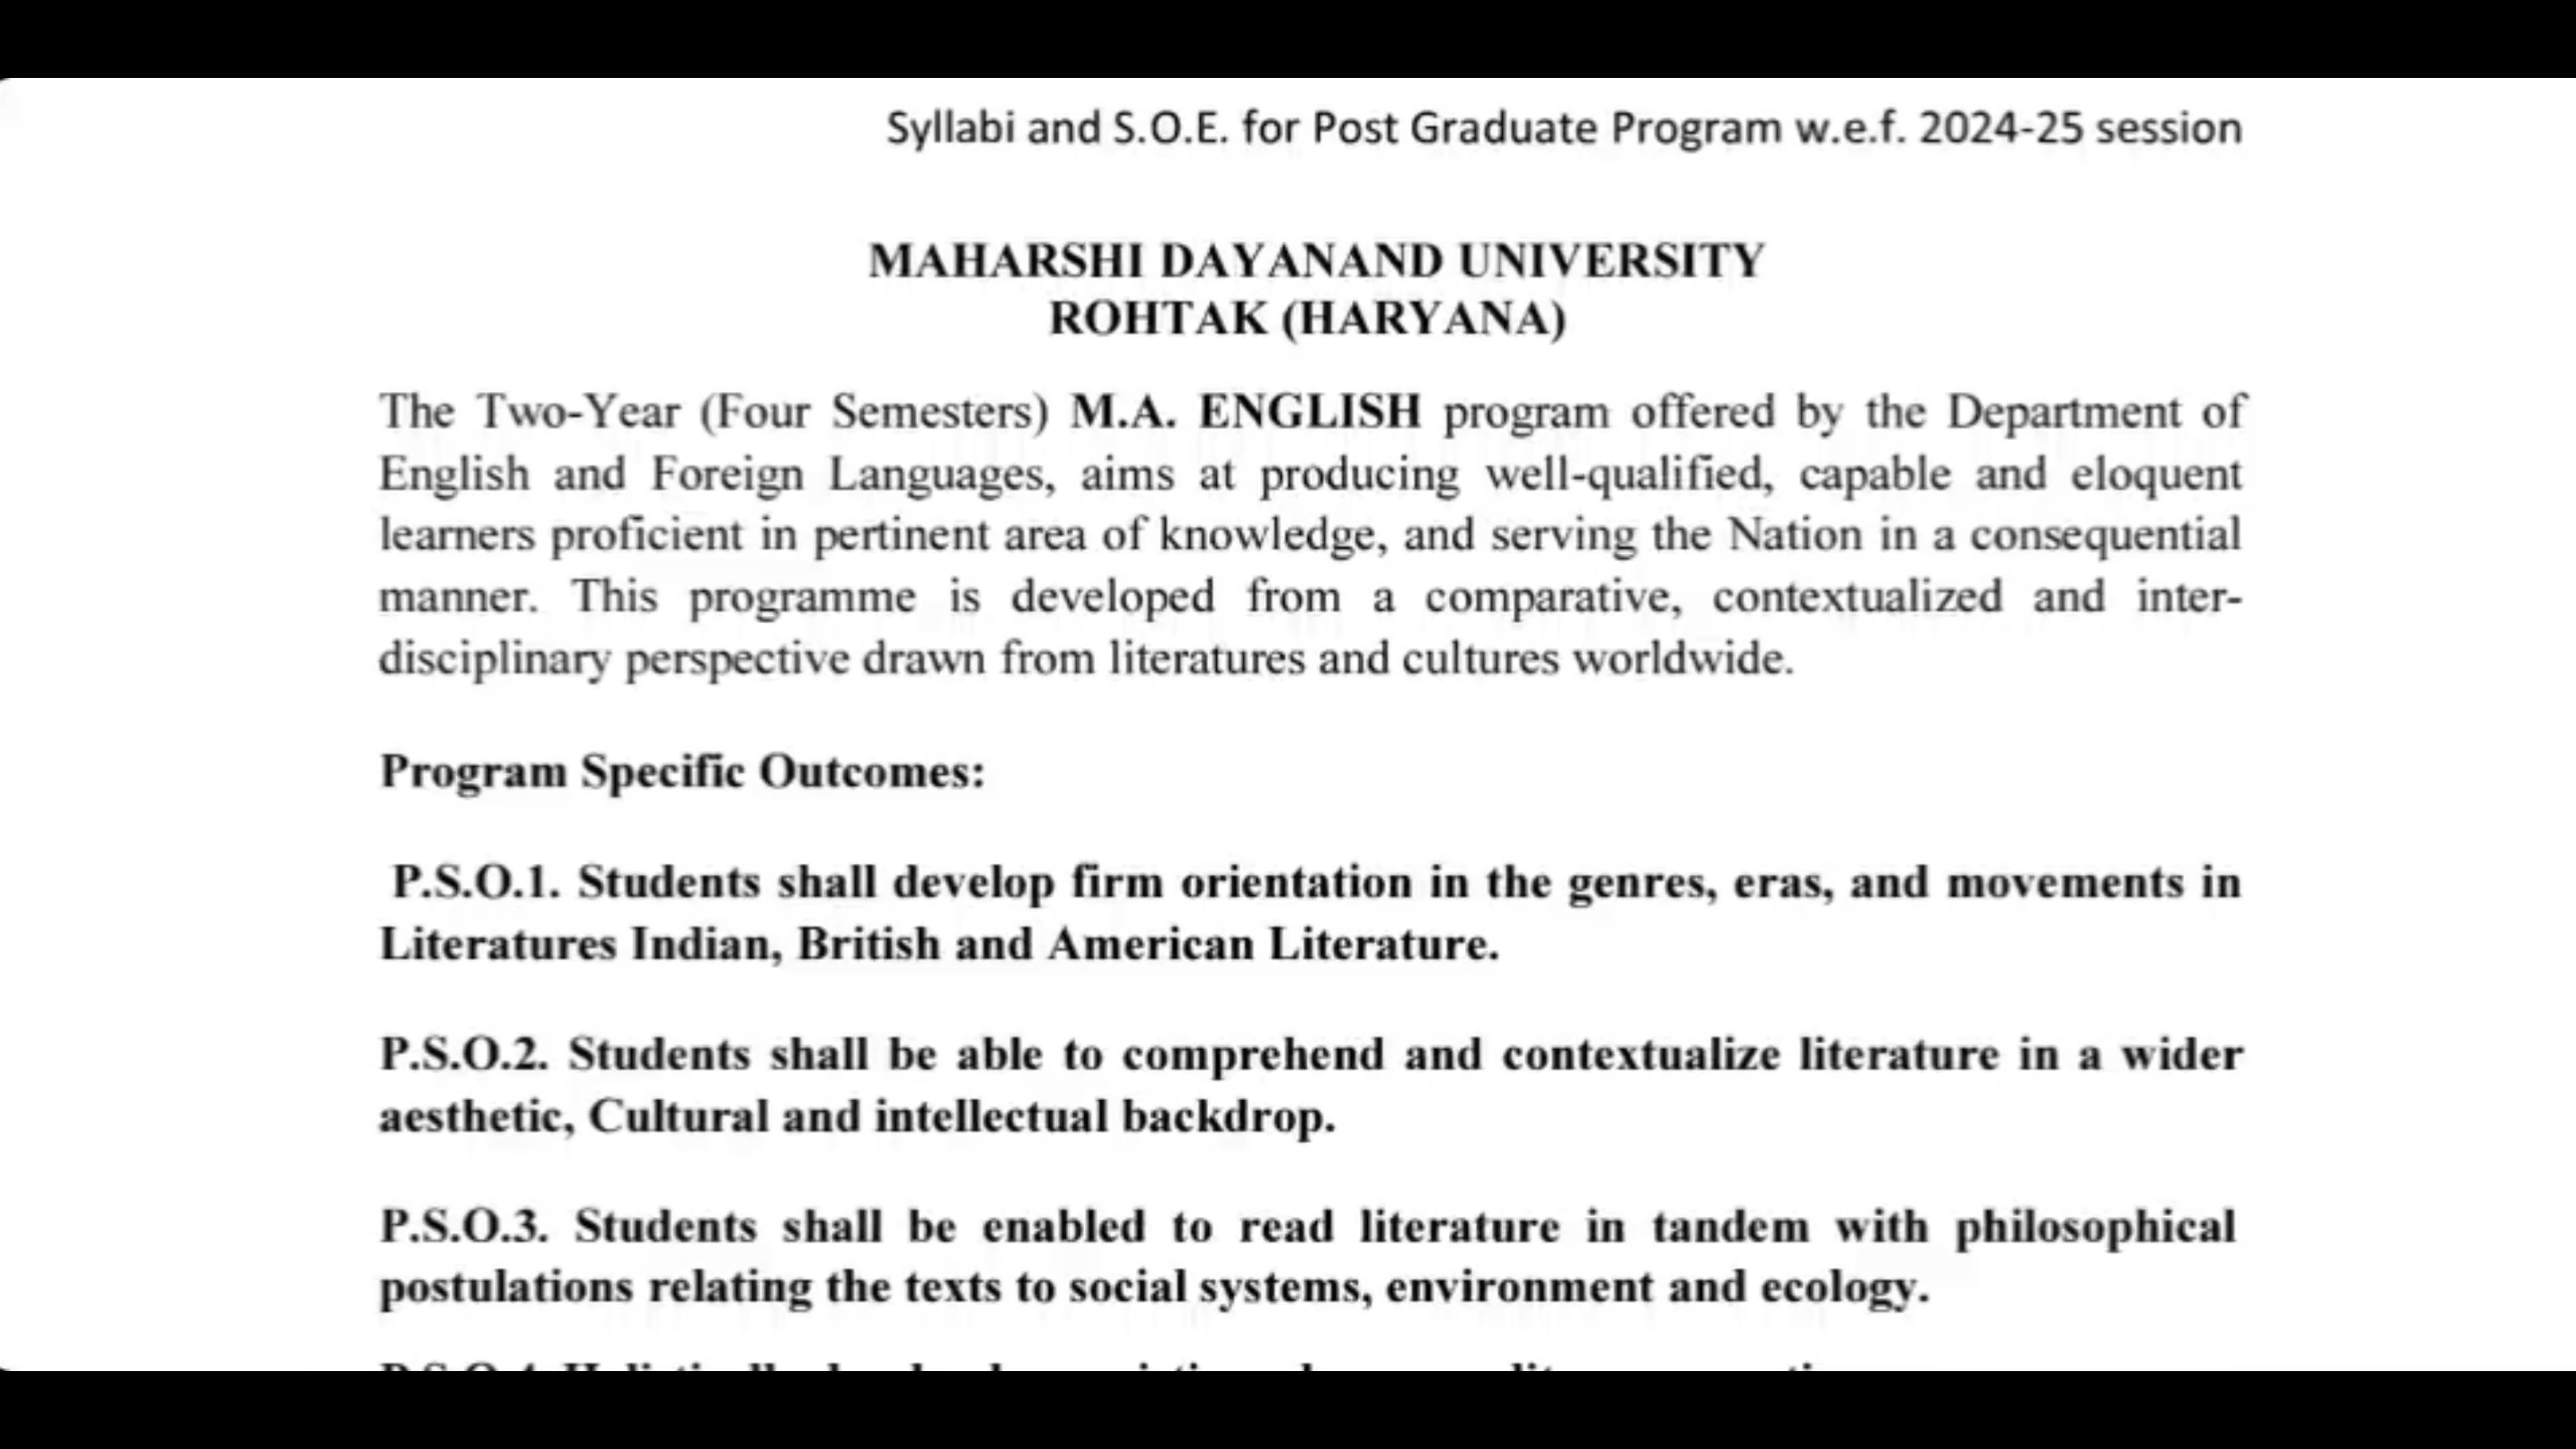 Syllabi and S.O.E. for Post Graduate Program w.e.f. 2024-25 session
MAHARSHI DAYANAND UNIVERSITY
ROHTAK (HARYANA)
The Two-Year (Four Semesters) M.A. ENGLISH program offered by the Department of
English and Foreign Languages, aims at producing well-qualified, capable and eloquent
learners proficient in pertinent area of knowledge, and serving the Nation in a consequential
manner. This programme is developed from a comparative, contextualized and inter-
disciplinary perspective drawn from literatures and cultures worldwide.
Program Specific Outcomes:
P.S.O.1. Students shall develop firm orientation in the genres, eras, and movements in
Literatures Indian, British and American Literature.
P.S.O.2. Students shall be able to comprehend and contextualize literature in a wider
aesthetic, Cultural and intellectual backdrop.
P.S.O.3. Students shall be enabled to read literature in tandem with philosophical
postulations relating the texts to social systems, environment and ecology.